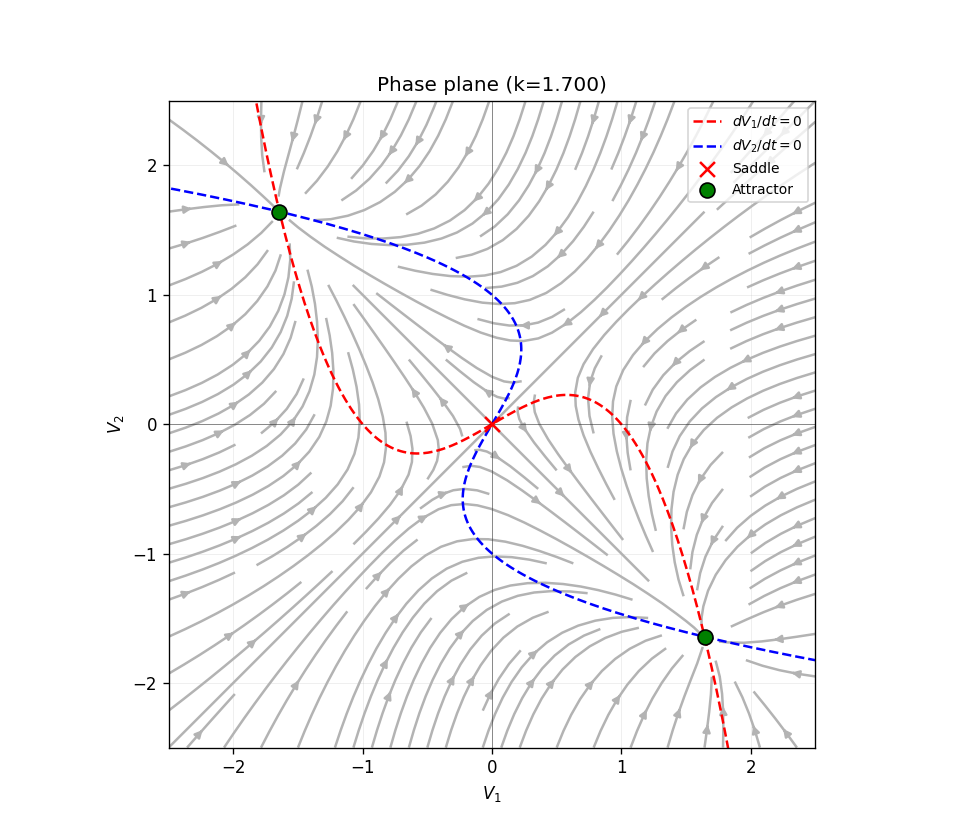 Phase plane (k=1.700)
dV₁/dt = 0
dV₂/dt = 0
Saddle
Attractor
2
1
0
−1
−2
V₂
−2
−1
0
1
2
V₁